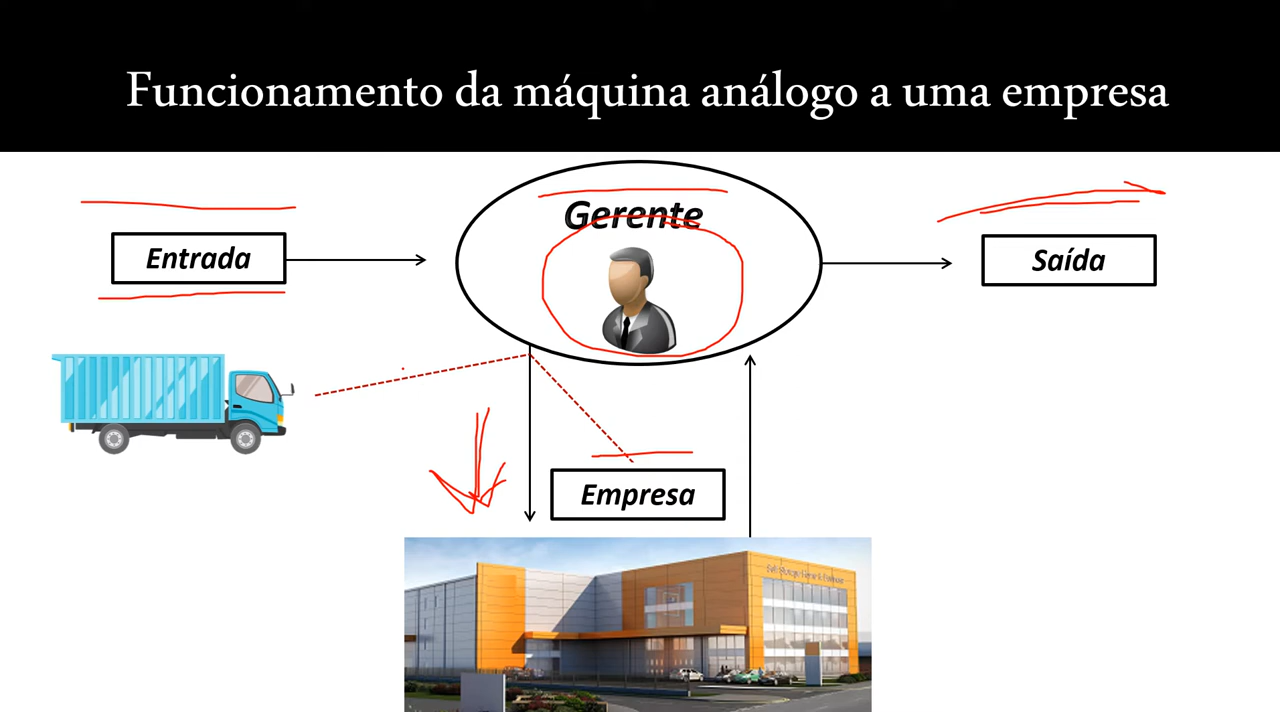 Funcionamento da máquina análogo a uma empresa
Gerente
Entrada
Saída
Empresa